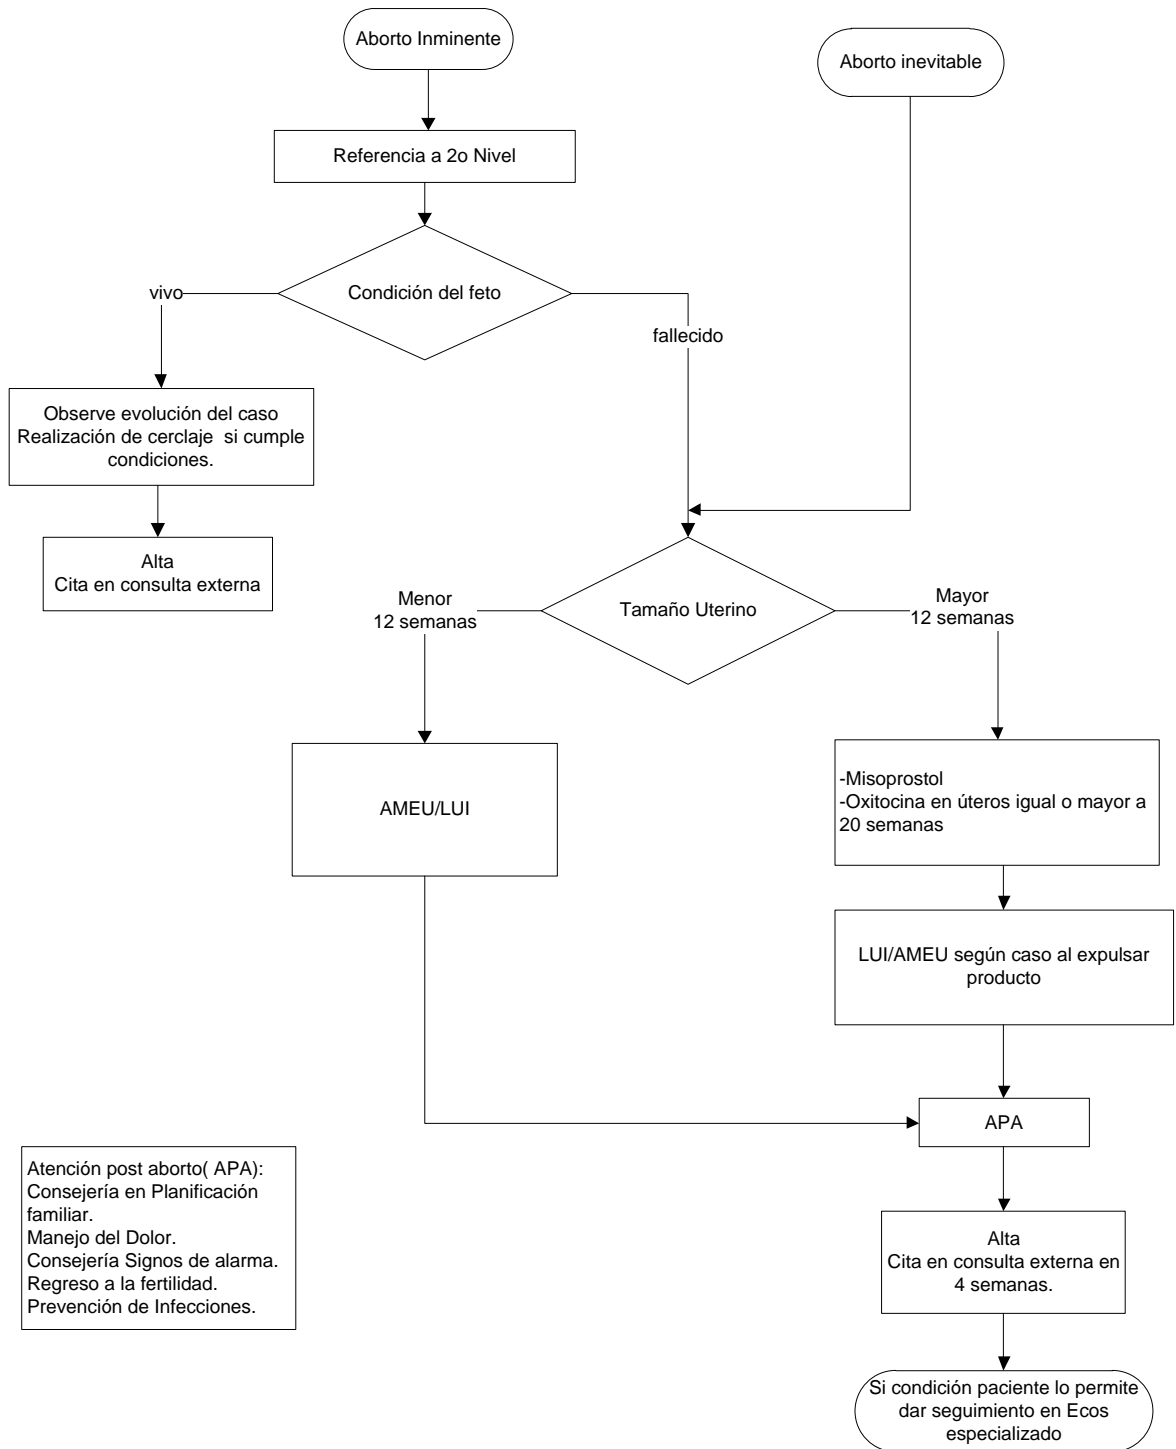 Aborto Inminente
Aborto inevitable
Referencia a 2o Nivel
Condición del feto
vivo
fallecido
Observe evolución del caso
Realización de cerclaje si cumple
condiciones.
Alta
Cita en consulta externa
Tamaño Uterino
Menor
12 semanas
Mayor
12 semanas
AMEU/LUI
-Misoprostol
-Oxitocina en úteros igual o mayor a
20 semanas
LUI/AMEU según caso al expulsar
producto
APA
Atención post aborto( APA):
Consejería en Planificación
familiar.
Manejo del Dolor.
Consejería Signos de alarma.
Regreso a la fertilidad.
Prevención de Infecciones.
Alta
Cita en consulta externa en
4 semanas.
Si condición paciente lo permite
dar seguimiento en Ecos
especializado